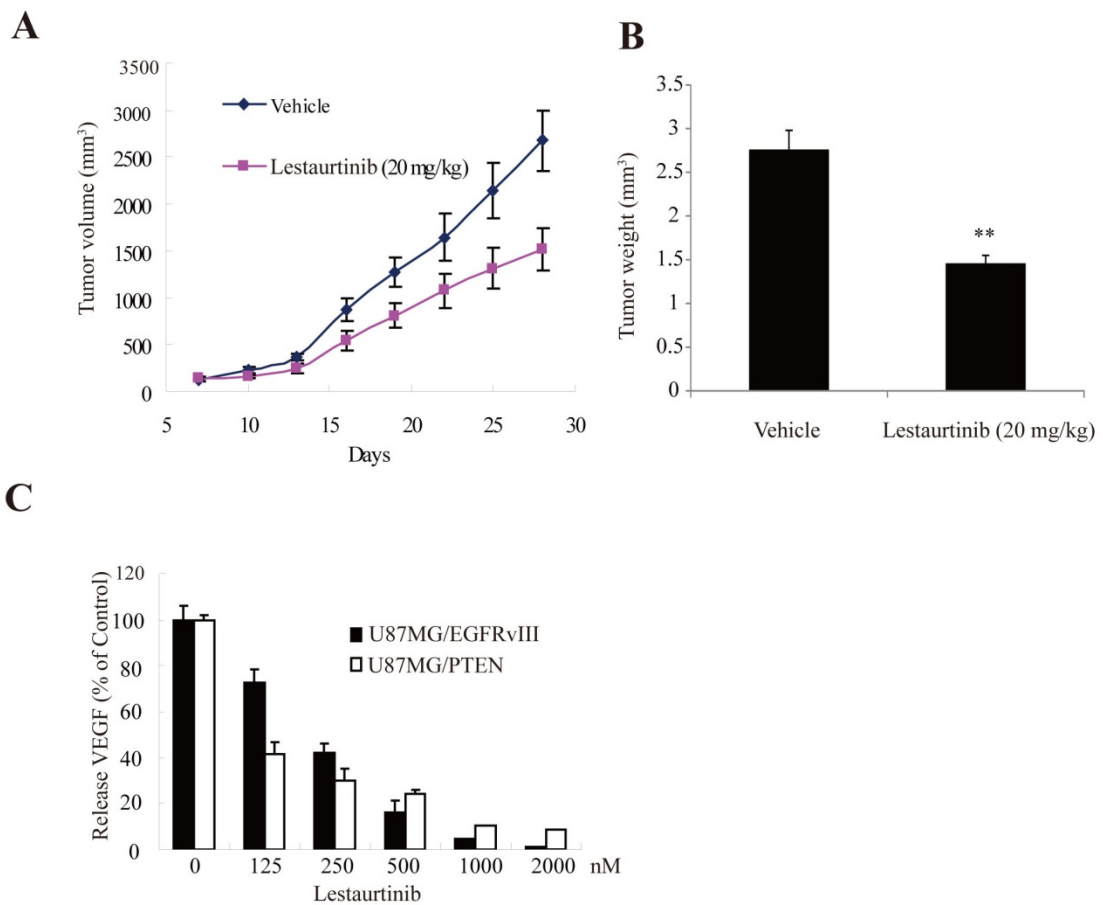 A
3500
3000
2500
2000
1500
1000
500
0
Tumor volume (mm³)
Vehicle
Lestaurtinib (20 mg/kg)
5 10 15 20 25 30
Days
B
3.5
3
2.5
2
1.5
1
0.5
0
Tumor weight (mm³)
**
Vehicle Lestaurtinib (20 mg/kg)
C
120
100
80
60
40
20
0
Release VEGF (% of Control)
U87MG/EGFRvIII
U87MG/PTEN
0 125 250 500 1000 2000 nM
Lestaurtinib